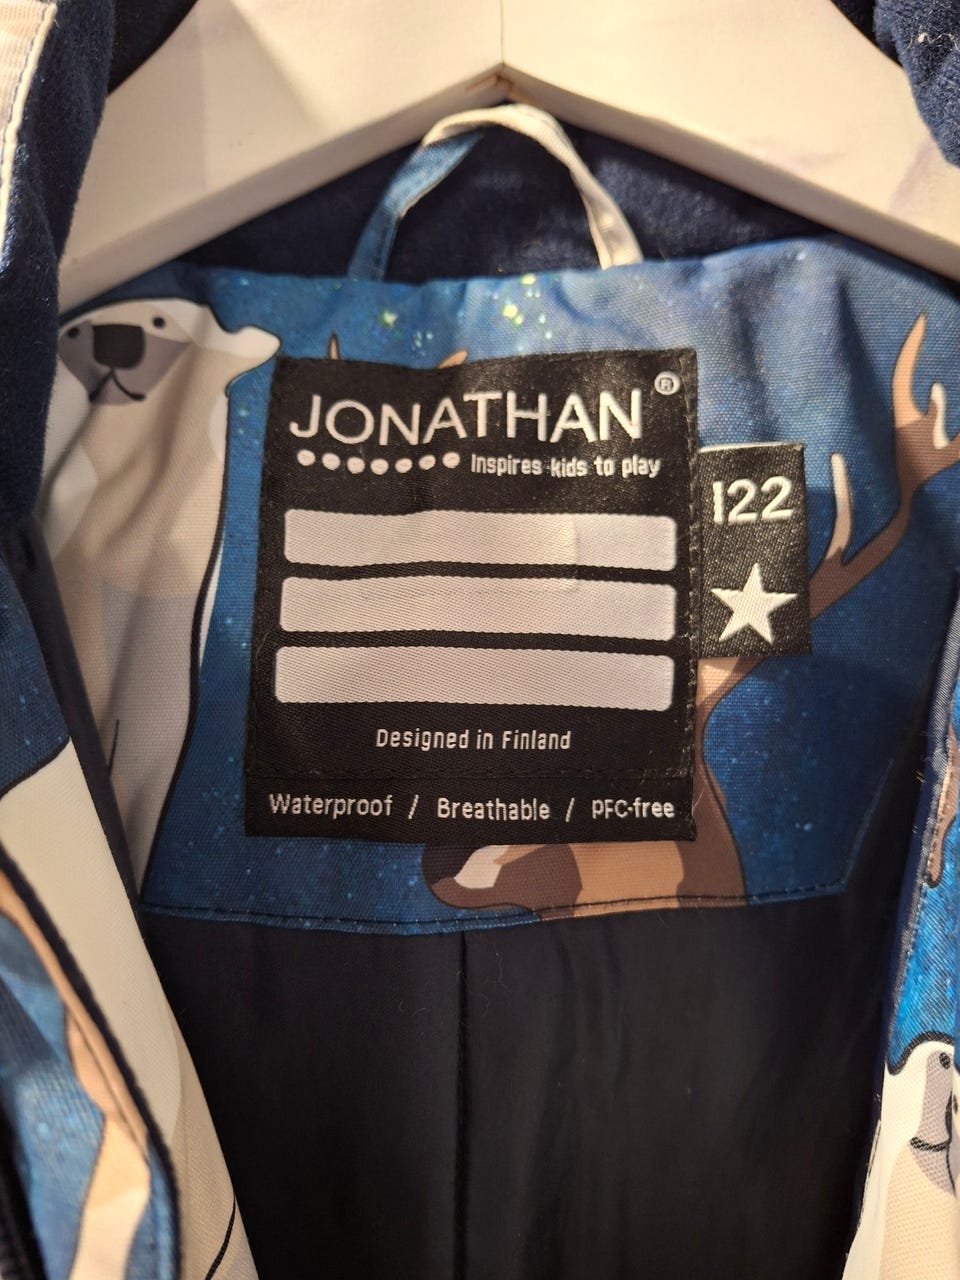 JONATHAN®
Inspires kids to play
122
Designed in Finland
Waterproof / Breathable / PFC-free